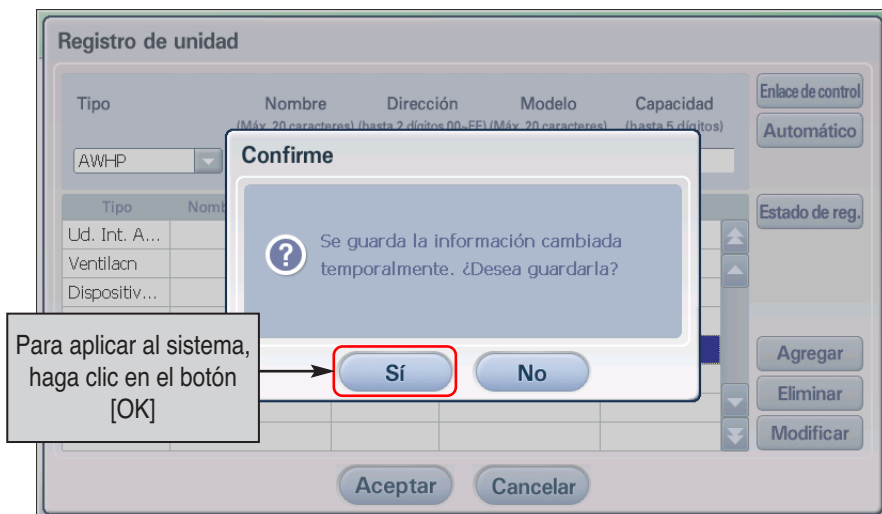 Registro de unidad
Tipo
Nombre
Dirección
Modelo
Capacidad
(Máx. 20 caracteres) (hasta 2 dígitos 00~FF) (Máx. 20 caracteres) (hasta 5 dígitos)
Enlace de control
Automático
AWHP
Confirme
Tipo
Estado de reg.
Ud. Int. A...
Ventilacn
Dispositiv...
Se guarda la información cambiada
temporalmente. ¿Desea guardarla?
Para aplicar al sistema,
haga clic en el botón
[OK]
Sí
No
Agregar
Eliminar
Modificar
Aceptar
Cancelar